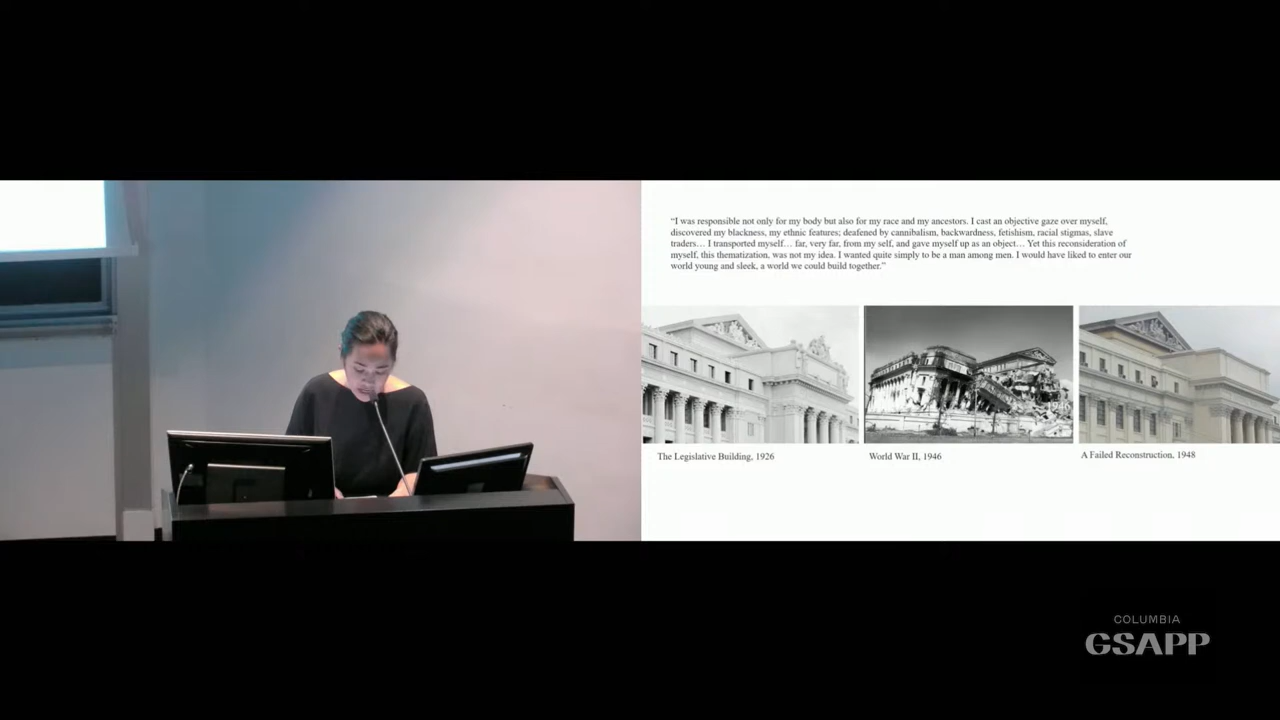 “I was responsible not only for my body but also for my race and my ancestors. I cast an objective gaze over myself,
discovered my blackness, my ethnic features; deafened by cannibalism, backwardness, fetishism, racial stigmas, slave
traders… I transported myself… far, very far, from my self, and gave myself up as an object… Yet this reconsideration of
myself, this thematization, was not my idea. I wanted quite simply to be a man among men. I would have liked to enter our
world young and sleek, a world we could build together.”
The Legislative Building, 1926
World War II, 1946
A Failed Reconstruction, 1948
COLUMBIA
GSAPP